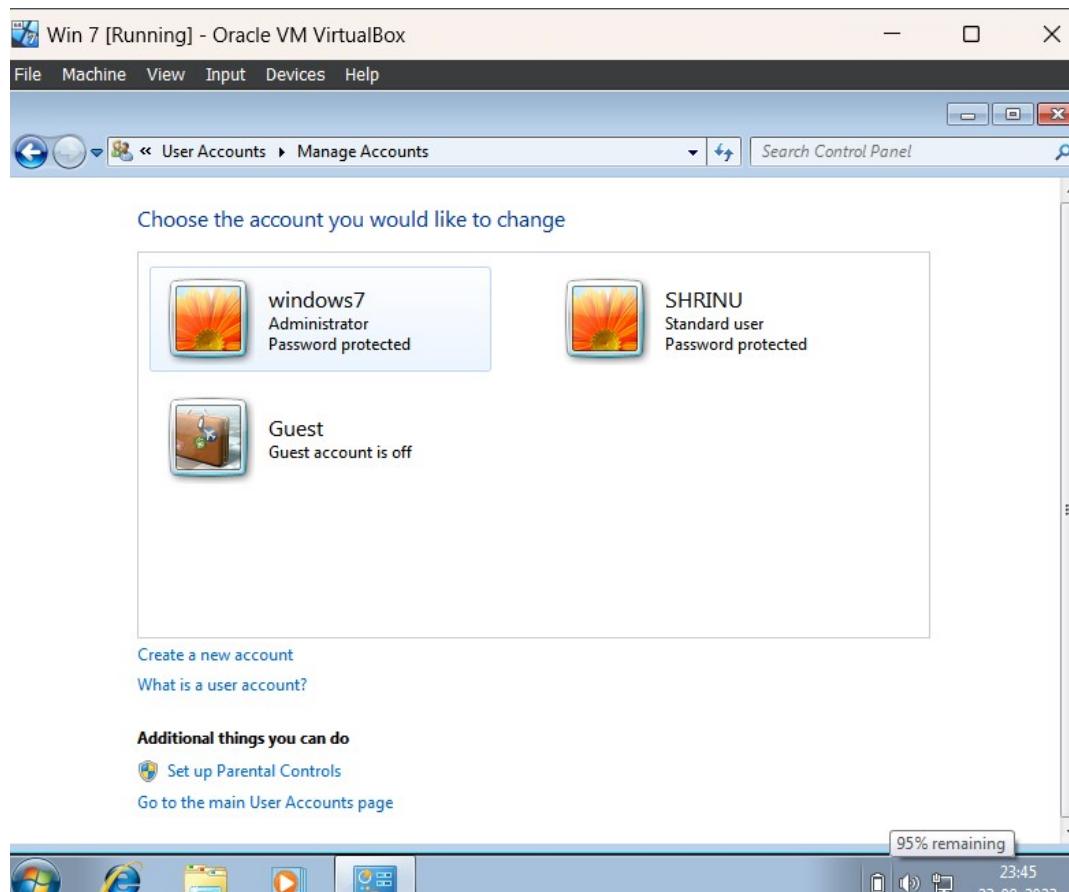 Win 7 [Running] - Oracle VM VirtualBox
File Machine View Input Devices Help
« User Accounts Manage Accounts
Search Control Panel
Choose the account you would like to change
windows7
Administrator
Password protected
SHRINU
Standard user
Password protected
Guest
Guest account is off
Create a new account
What is a user account?
Additional things you can do
Set up Parental Controls
Go to the main User Accounts page
95% remaining
23:45